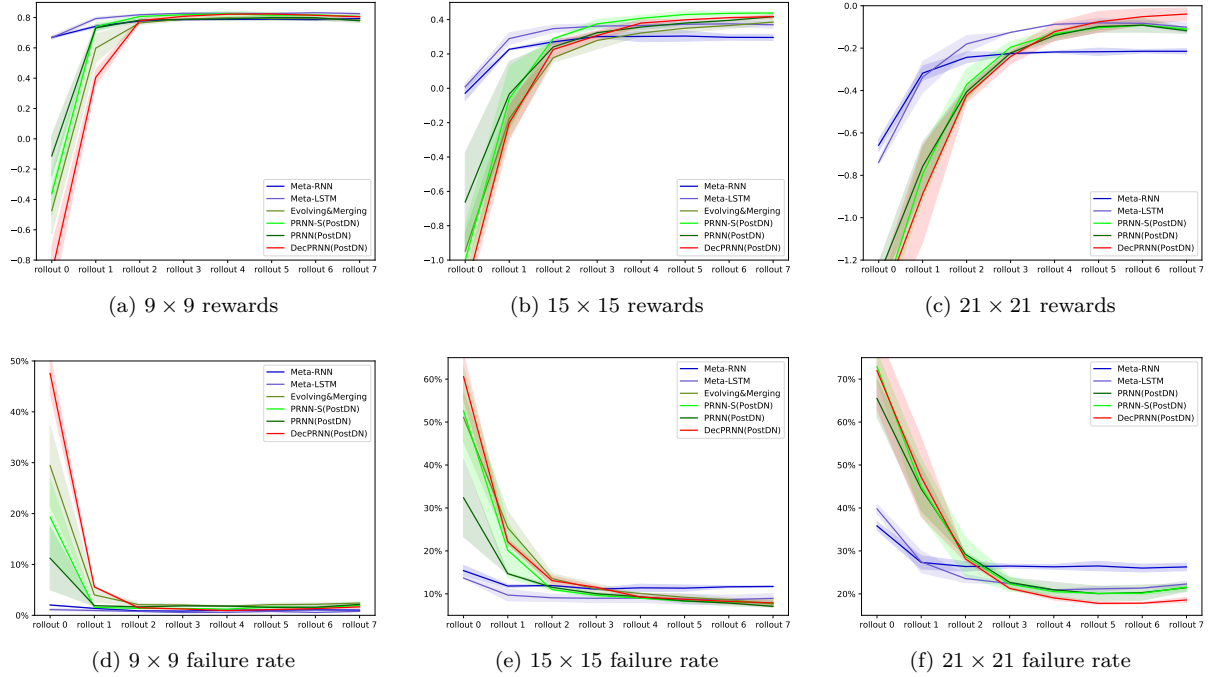 0.8
0.6
0.4
0.2
0.0
−0.2
−0.4
−0.6
−0.8
rollout 0 rollout 1 rollout 2 rollout 3 rollout 4 rollout 5 rollout 6 rollout 7
Meta-RNN
Meta-LSTM
Evolving&Merging
PRNN-S(PostDN)
PRNN(PostDN)
DecPRNN(PostDN)
(a) 9 × 9 rewards
0.4
0.2
0.0
−0.2
−0.4
−0.6
−0.8
−1.0
rollout 0 rollout 1 rollout 2 rollout 3 rollout 4 rollout 5 rollout 6 rollout 7
Meta-RNN
Meta-LSTM
Evolving&Merging
PRNN-S(PostDN)
PRNN(PostDN)
DecPRNN(PostDN)
(b) 15 × 15 rewards
0.0
−0.2
−0.4
−0.6
−0.8
−1.0
−1.2
rollout 0 rollout 1 rollout 2 rollout 3 rollout 4 rollout 5 rollout 6 rollout 7
Meta-RNN
Meta-LSTM
PRNN-S(PostDN)
PRNN(PostDN)
DecPRNN(PostDN)
(c) 21 × 21 rewards
50%
40%
30%
20%
10%
0%
rollout 0 rollout 1 rollout 2 rollout 3 rollout 4 rollout 5 rollout 6 rollout 7
Meta-RNN
Meta-LSTM
Evolving&Merging
PRNN-S(PostDN)
PRNN(PostDN)
DecPRNN(PostDN)
(d) 9 × 9 failure rate
60%
50%
40%
30%
20%
10%
rollout 0 rollout 1 rollout 2 rollout 3 rollout 4 rollout 5 rollout 6 rollout 7
Meta-RNN
Meta-LSTM
Evolving&Merging
PRNN-S(PostDN)
PRNN(PostDN)
DecPRNN(PostDN)
(e) 15 × 15 failure rate
70%
60%
50%
40%
30%
20%
rollout 0 rollout 1 rollout 2 rollout 3 rollout 4 rollout 5 rollout 6 rollout 7
Meta-RNN
Meta-LSTM
PRNN(PostDN)
PRNN-S(PostDN)
DecPRNN(PostDN)
(f) 21 × 21 failure rate